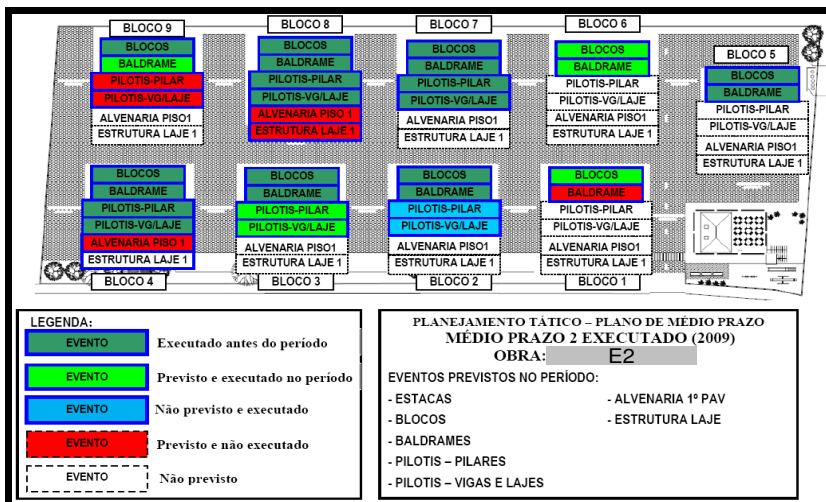 BLOCO 9
BLOCOS
BALDRAME
PILOTIS-PILAR
PILOTIS-VG/LAJE
ALVENARIA PISO1
ESTRUTURA LAJE 1
BLOCO 8
BLOCOS
BALDRAME
PILOTIS-PILAR
PILOTIS-VG/LAJE
ALVENARIA PISO 1
ESTRUTURA LAJE 1
BLOCO 7
BLOCOS
BALDRAME
PILOTIS-PILAR
PILOTIS-VG/LAJE
ALVENARIA PISO1
ESTRUTURA LAJE 1
BLOCO 6
BLOCOS
BALDRAME
PILOTIS-PILAR
PILOTIS-VG/LAJE
ALVENARIA PISO1
ESTRUTURA LAJE 1
BLOCO 5
BLOCOS
BALDRAME
PILOTIS-PILAR
PILOTIS-VG/LAJE
ALVENARIA PISO1
ESTRUTURA LAJE 1
BLOCOS
BALDRAME
PILOTIS-PILAR
PILOTIS-VG/LAJE
ALVENARIA PISO 1
ESTRUTURA LAJE 1
BLOCO 4
BLOCOS
BALDRAME
PILOTIS-PILAR
PILOTIS-VG/LAJE
ALVENARIA PISO1
ESTRUTURA LAJE 1
BLOCO 3
BLOCOS
BALDRAME
PILOTIS-PILAR
PILOTIS-VG/LAJE
ALVENARIA PISO1
ESTRUTURA LAJE 1
BLOCO 2
BLOCOS
BALDRAME
PILOTIS-PILAR
PILOTIS-VG/LAJE
ALVENARIA PISO1
ESTRUTURA LAJE 1
BLOCO 1
LEGENDA:
EVENTO Executado antes do período
EVENTO Previsto e executado no período
EVENTO Não previsto e executado
EVENTO Previsto e não executado
EVENTO Não previsto
PLANEJAMENTO TÁTICO – PLANO DE MÉDIO PRAZO
MÉDIO PRAZO 2 EXECUTADO (2009)
OBRA: E2
EVENTOS PREVISTOS NO PERÍODO:
- ESTACAS
- BLOCOS
- BALDRAMES
- PILOTIS – PILARES
- PILOTIS – VIGAS E LAJES
- ALVENARIA 1º PAV
- ESTRUTURA LAJE